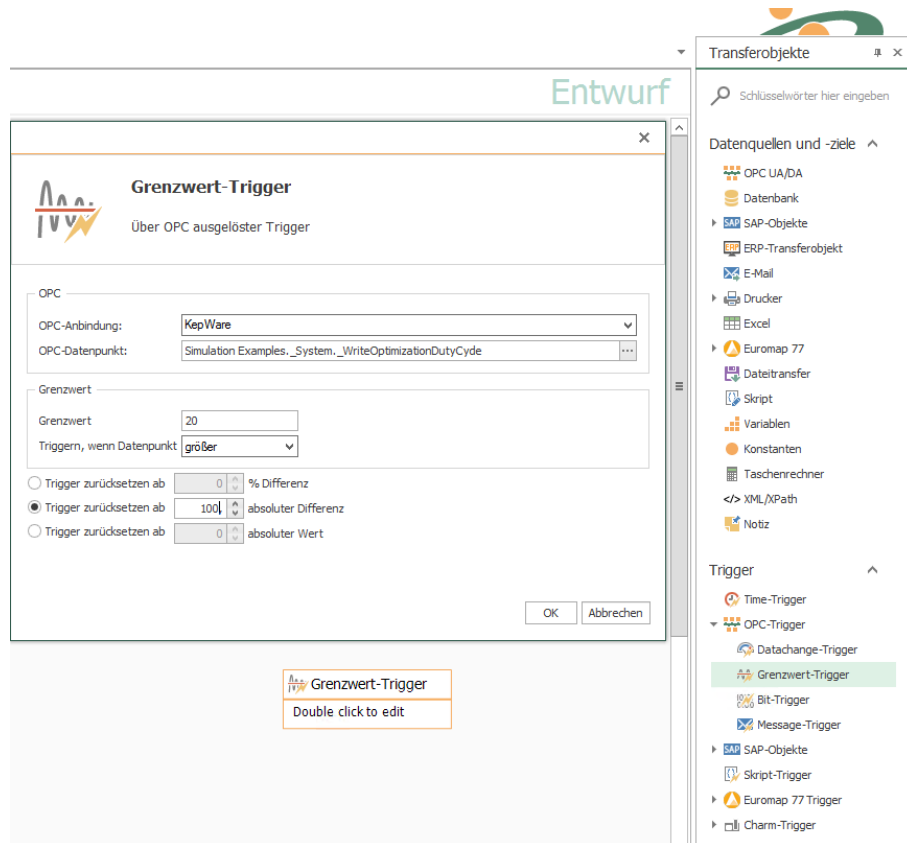 Transferobjekte
Entwurf
Schlüsselwörter hier eingeben
Grenzwert-Trigger
Über OPC ausgelöster Trigger
OPC
OPC-Anbindung: KepWare
OPC-Datenpunkt: Simulation Examples._System._WriteOptimizationDutyCyde
Grenzwert
Grenzwert 20
Triggern, wenn Datenpunkt größer
Trigger zurücksetzen ab 0 % Differenz
Trigger zurücksetzen ab 100 absoluter Differenz
Trigger zurücksetzen ab 0 absoluter Wert
OK Abbrechen
Grenzwert-Trigger
Double click to edit
Datenquellen und -ziele
OPC UA/DA
Datenbank
SAP SAP-Objekte
ERP ERP-Transferobjekt
E-Mail
Drucker
Excel
Euromap 77
Dateitransfer
Skript
Variablen
Konstanten
Taschenrechner
</> XML/XPath
Notiz
Trigger
Time-Trigger
OPC-Trigger
Datachange-Trigger
Grenzwert-Trigger
Bit-Trigger
Message-Trigger
SAP SAP-Objekte
Skript-Trigger
Euromap 77 Trigger
Charm-Trigger